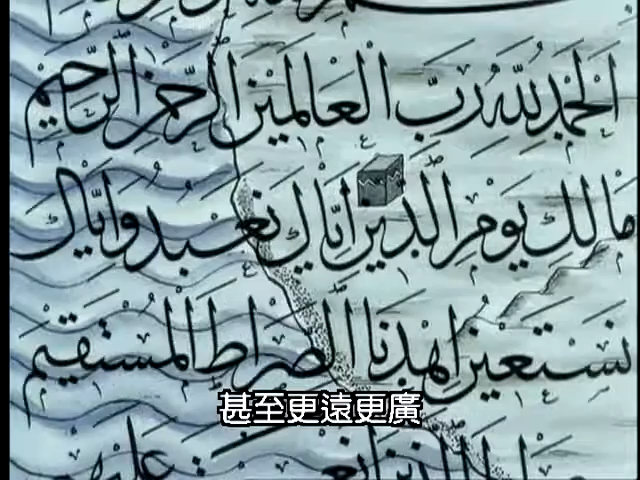 الحمد لله رب العالمين الرحمن الرحيم
مالك يوم الدين إياك نعبد وإياك
نستعين اهدنا الصراط المستقيم
甚至更遠更廣